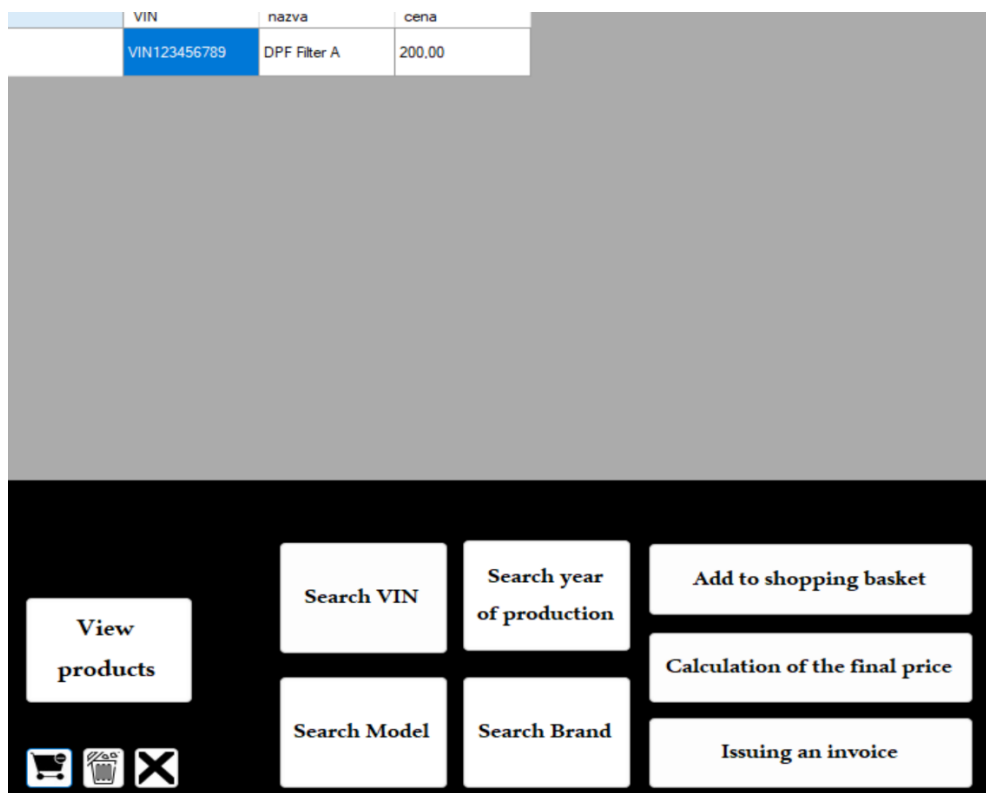 VIN nazva cena
VIN123456789 DPF Filter A 200,00
Search VIN
Search year
of production
Add to shopping basket
View
products
Calculation of the final price
Search Model
Search Brand
Issuing an invoice